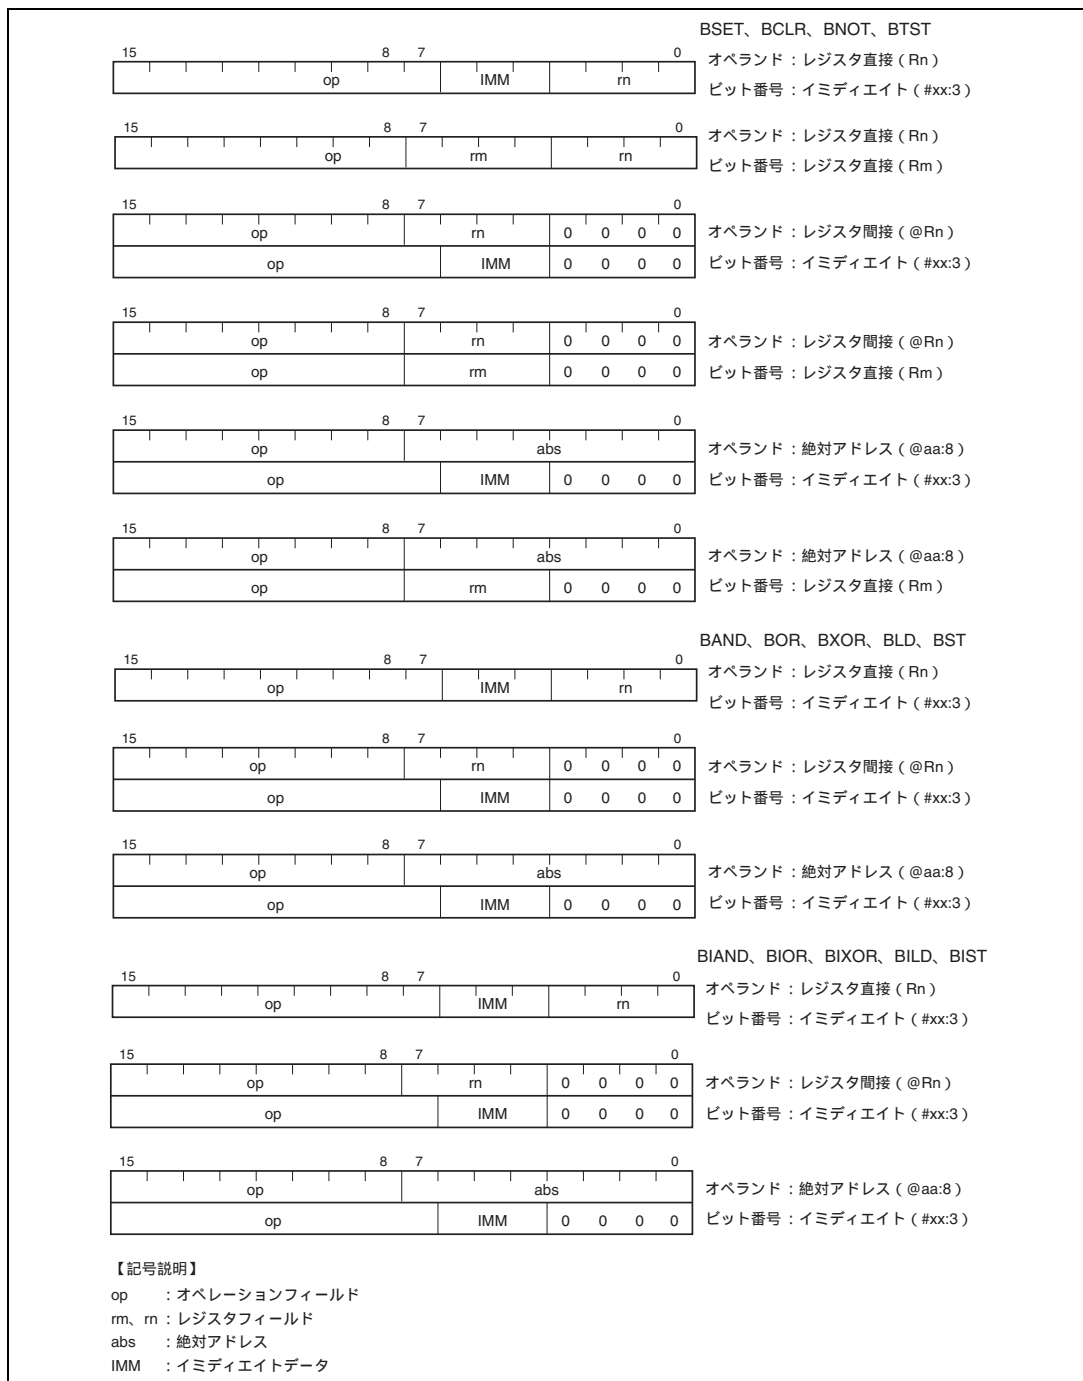 BSET、BCLR、BNOT、BTST
15 8 7 0
op IMM rn
オペランド：レジスタ直接（Rn）
ビット番号：イミディエイト（#xx:3）
15 8 7 0
op rm rn
オペランド：レジスタ直接（Rn）
ビット番号：レジスタ直接（Rm）
15 8 7 0
op rn 0 0 0 0 オペランド：レジスタ間接（@Rn）
op IMM 0 0 0 0 ビット番号：イミディエイト（#xx:3）
15 8 7 0
op rn 0 0 0 0 オペランド：レジスタ間接（@Rn）
op rm 0 0 0 0 ビット番号：レジスタ直接（Rm）
15 8 7 0
op abs オペランド：絶対アドレス（@aa:8）
op IMM 0 0 0 0 ビット番号：イミディエイト（#xx:3）
15 8 7 0
op abs オペランド：絶対アドレス（@aa:8）
op rm 0 0 0 0 ビット番号：レジスタ直接（Rm）
BAND、BOR、BXOR、BLD、BST
15 8 7 0
op IMM rn
オペランド：レジスタ直接（Rn）
ビット番号：イミディエイト（#xx:3）
15 8 7 0
op rn 0 0 0 0 オペランド：レジスタ間接（@Rn）
op IMM 0 0 0 0 ビット番号：イミディエイト（#xx:3）
15 8 7 0
op abs オペランド：絶対アドレス（@aa:8）
op IMM 0 0 0 0 ビット番号：イミディエイト（#xx:3）
BIAND、BIOR、BIXOR、BILD、BIST
15 8 7 0
op IMM rn
オペランド：レジスタ直接（Rn）
ビット番号：イミディエイト（#xx:3）
15 8 7 0
op rn 0 0 0 0 オペランド：レジスタ間接（@Rn）
op IMM 0 0 0 0 ビット番号：イミディエイト（#xx:3）
15 8 7 0
op abs オペランド：絶対アドレス（@aa:8）
op IMM 0 0 0 0 ビット番号：イミディエイト（#xx:3）
【記号説明】
op ：オペレーションフィールド
rm、rn：レジスタフィールド
abs ：絶対アドレス
IMM ：イミディエイトデータ